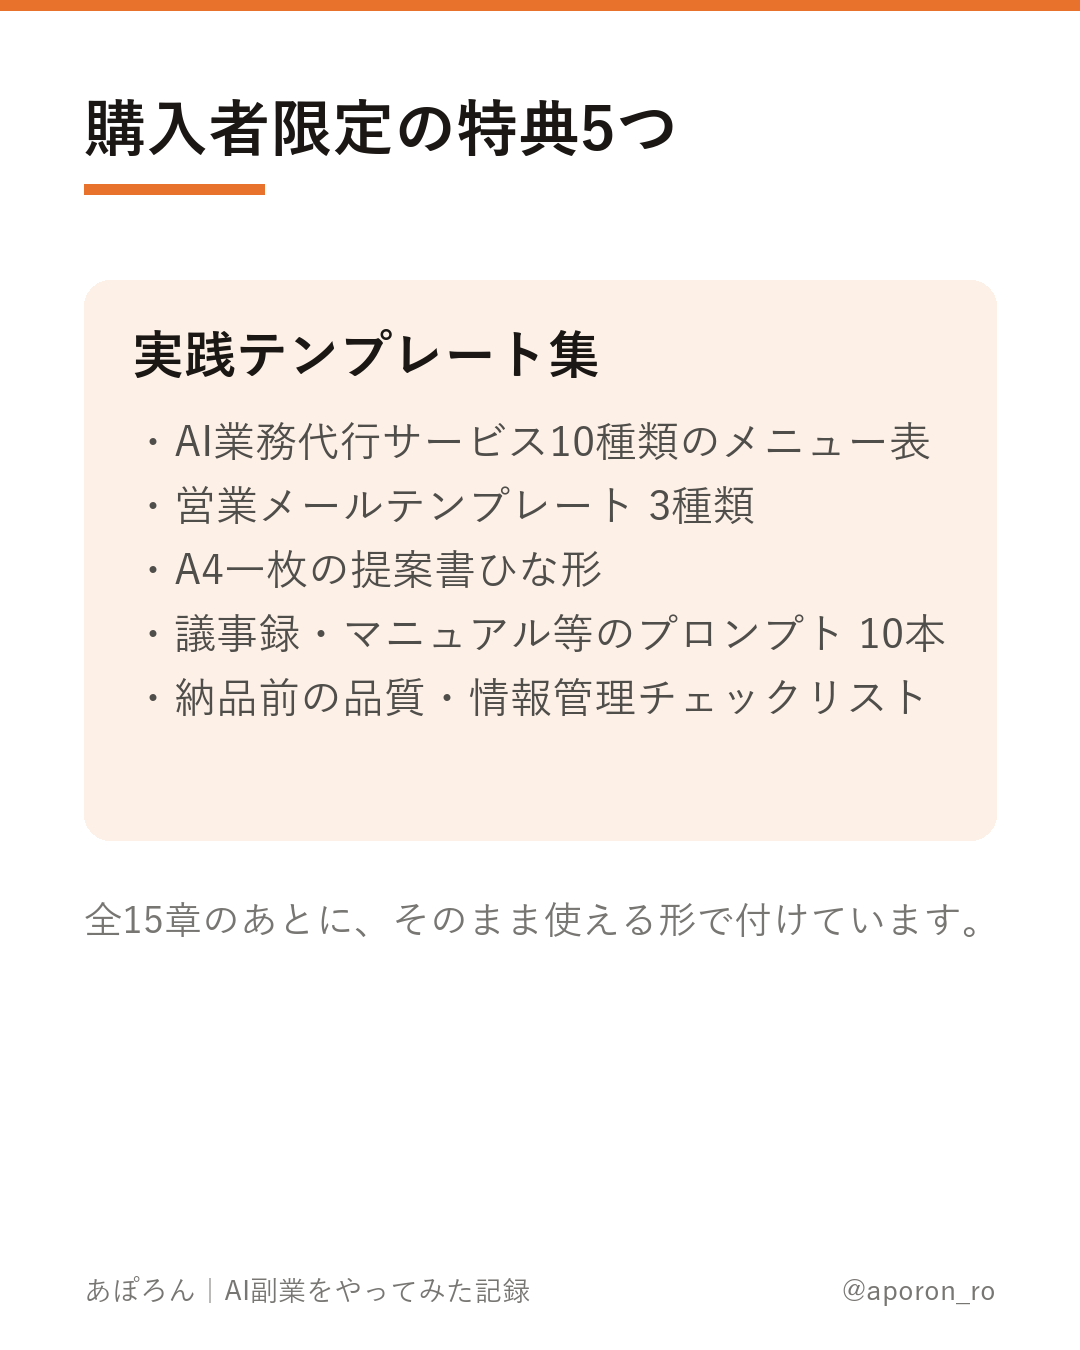 購入者限定の特典5つ
実践テンプレート集
・AI業務代行サービス10種類のメニュー表
・営業メールテンプレート 3種類
・A4一枚の提案書ひな形
・議事録・マニュアル等のプロンプト 10本
・納品前の品質・情報管理チェックリスト
全15章のあとに、そのまま使える形で付けています。
あぽろん｜AI副業をやってみた記録
@aporon_ro